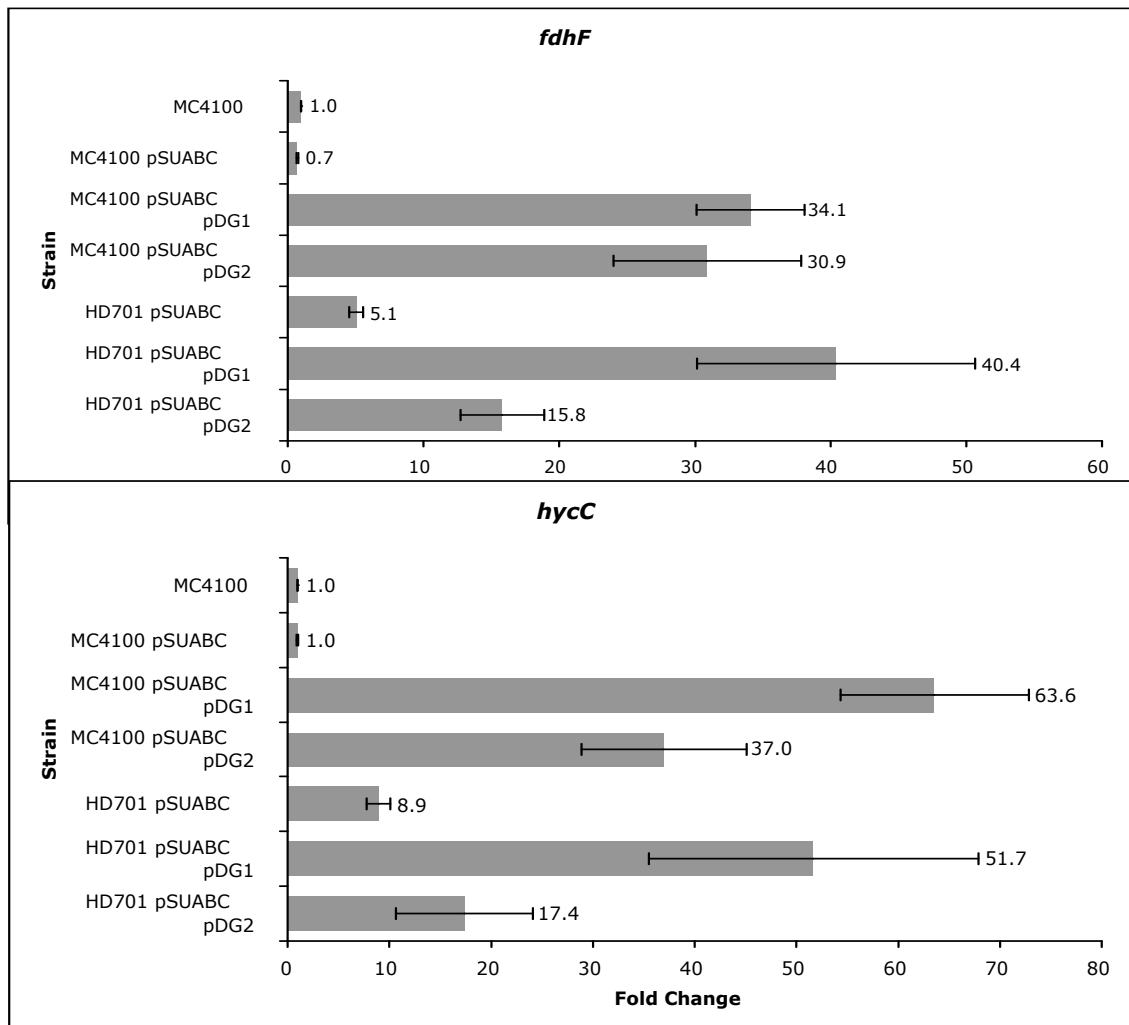 fdhF
Strain
MC4100
1.0
MC4100 pSUABC
0.7
MC4100 pSUABC
pDG1
34.1
MC4100 pSUABC
pDG2
30.9
HD701 pSUABC
5.1
HD701 pSUABC
pDG1
40.4
HD701 pSUABC
pDG2
15.8
0 10 20 30 40 50 60
hycC
Strain
MC4100
1.0
MC4100 pSUABC
1.0
MC4100 pSUABC
pDG1
63.6
MC4100 pSUABC
pDG2
37.0
HD701 pSUABC
8.9
HD701 pSUABC
pDG1
51.7
HD701 pSUABC
pDG2
17.4
0 10 20 30 40 50 60 70 80
Fold Change